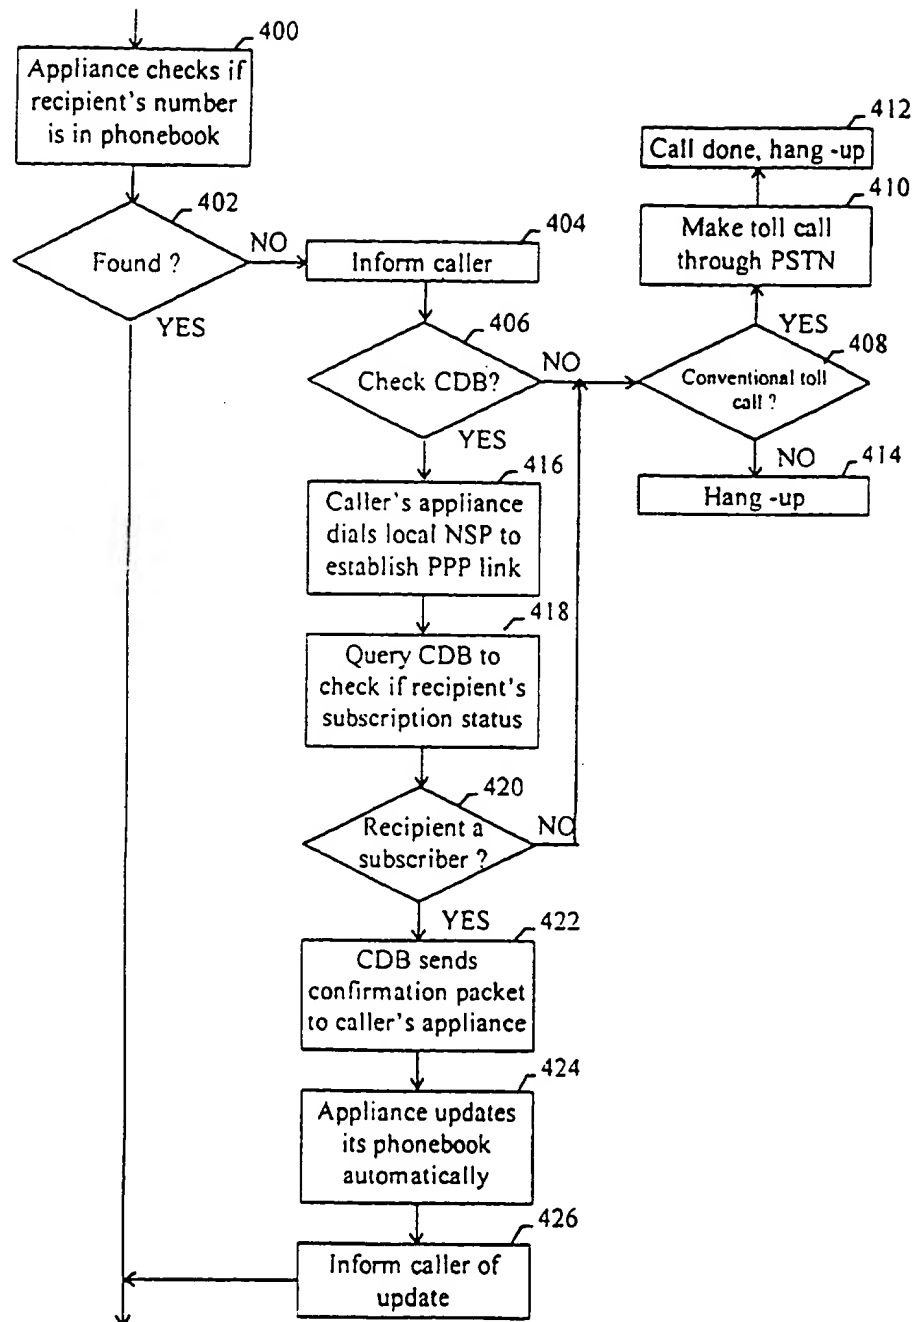 400
Appliance checks if
recipient's number
is in phonebook
402
Found ?
NO
YES
404
Inform caller
406
Check CDB?
NO
YES
408
Conventional toll
call ?
YES
NO
410
Make toll call
through PSTN
412
Call done, hang -up
414
Hang -up
416
Caller's appliance
dials local NSP to
establish PPP link
418
Query CDB to
check if recipient's
subscription status
420
Recipient a
subscriber ?
NO
YES
422
CDB sends
confirmation packet
to caller's appliance
424
Appliance updates
its phonebook
automatically
426
Inform caller of
update